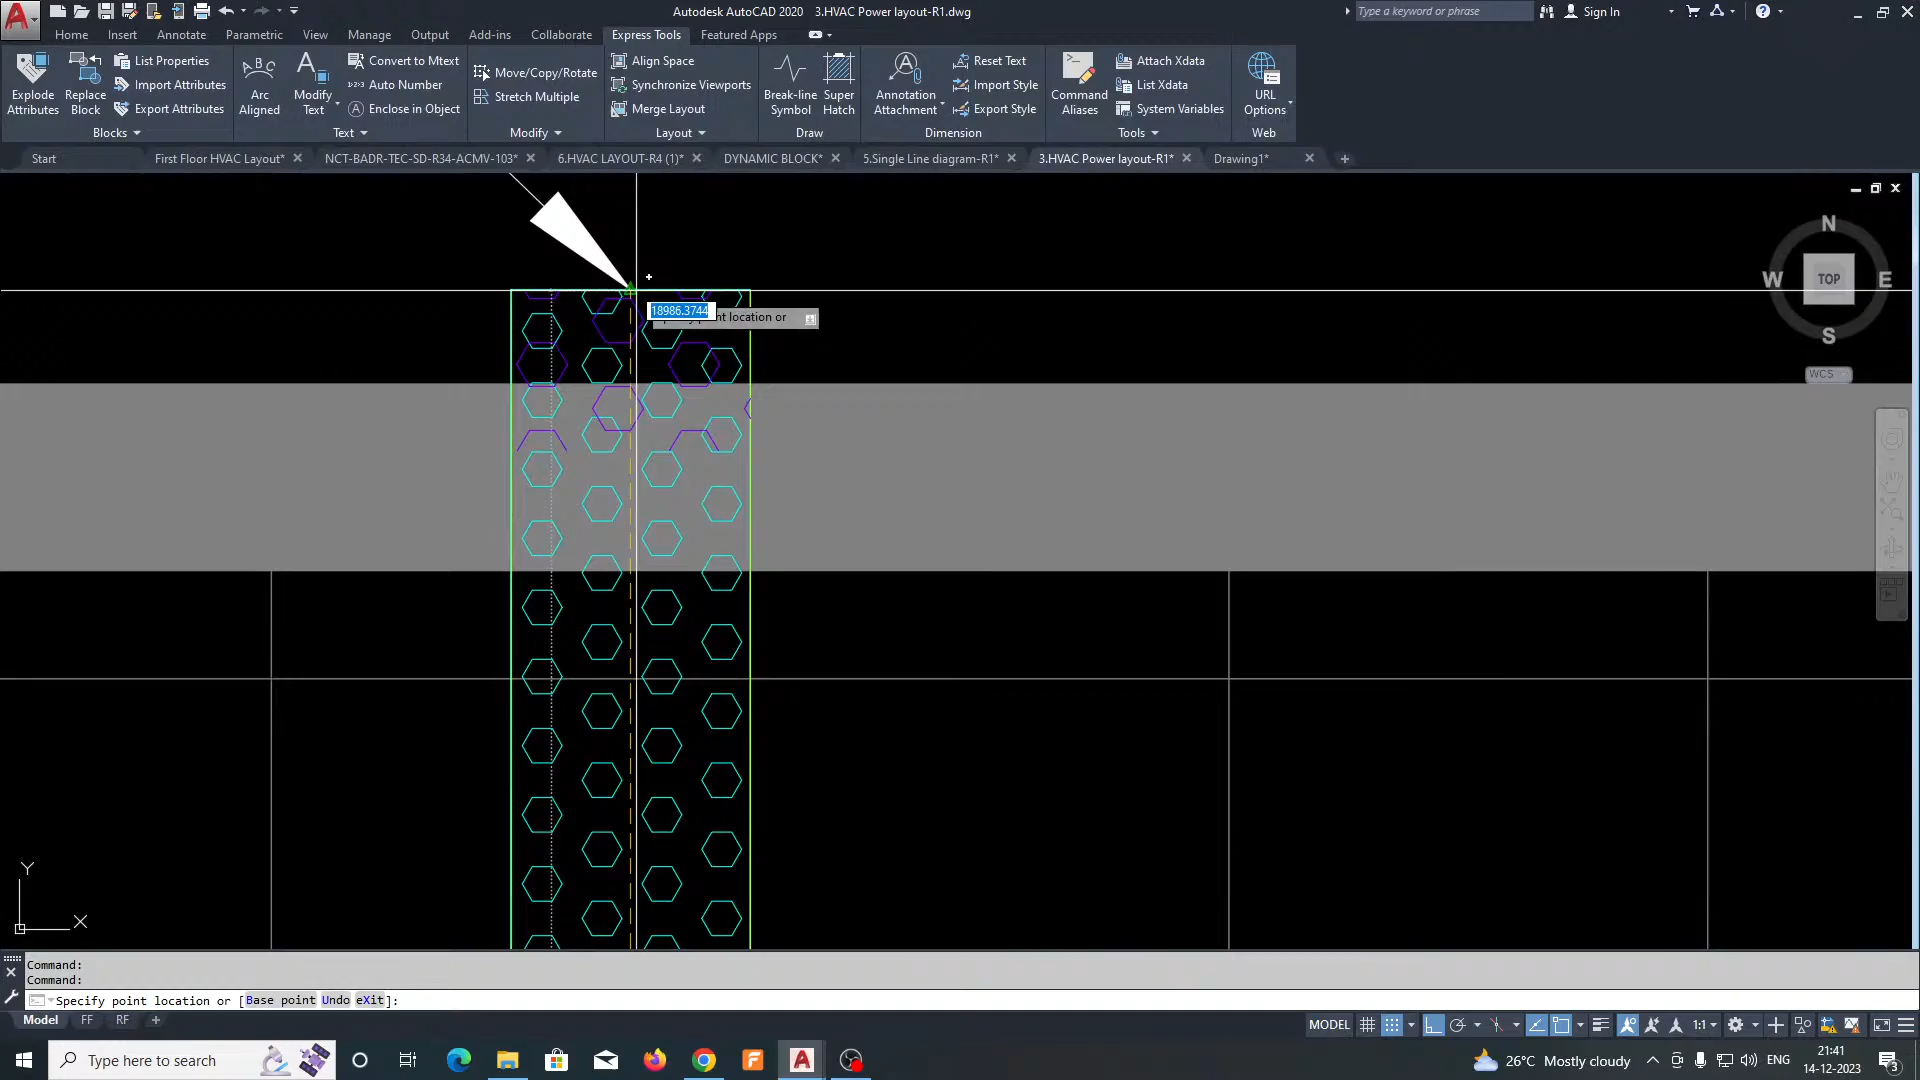 Autodesk AutoCAD 2020 3.HVAC Power layout-R1.dwg
Type a keyword or phrase
Sign In
Home Insert Annotate Parametric View Manage Output Add-ins Collaborate Express Tools Featured Apps
Explode Attributes
Replace Block
List Properties
Import Attributes
Export Attributes
Blocks
ABC
Arc Aligned
Modify Text
Convert to Mtext
Auto Number
Enclose in Object
Text
Move/Copy/Rotate
Stretch Multiple
Modify
Align Space
Synchronize Viewports
Merge Layout
Layout
Break-line Symbol
Super Hatch
Draw
Annotation Attachment
Reset Text
Import Style
Export Style
Dimension
Command Aliases
Attach Xdata
List Xdata
System Variables
Tools
URL Options
Web
Start First Floor HVAC Layout* NCT-BADR-TEC-SD-R34-ACMV-103* 6.HVAC LAYOUT-R4 (1)* DYNAMIC BLOCK* 5.Single Line diagram-R1* 3.HVAC Power layout-R1* Drawing1*
N
W TOP E
S
WCS
18986.3744
location or
Y
X
Command:
Command:
Specify point location or [Base point Undo eXit]:
Model FF RF
MODEL 1:1
Type here to search
26°C Mostly cloudy
ENG
21:41
14-12-2023
3